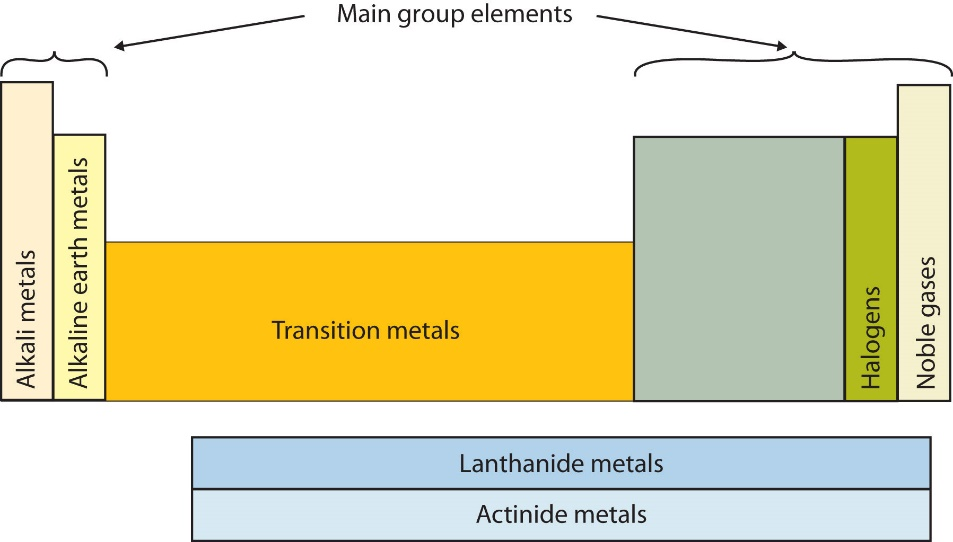 Main group elements
Alkali metals
Alkaline earth metals
Transition metals
Halogens
Noble gases
Lanthanide metals
Actinide metals